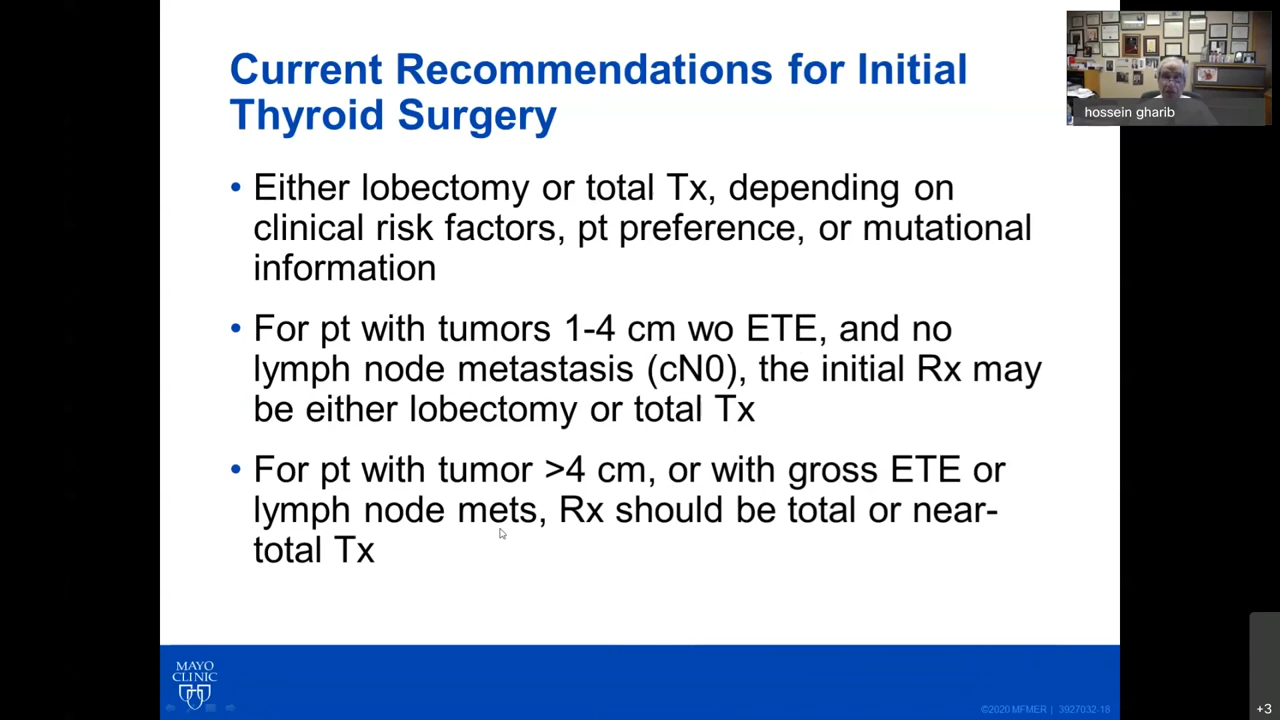 Current Recommendations for Initial
Thyroid Surgery
hossein gharib
• Either lobectomy or total Tx, depending on
clinical risk factors, pt preference, or mutational
information
• For pt with tumors 1-4 cm wo ETE, and no
lymph node metastasis (cN0), the initial Rx may
be either lobectomy or total Tx
• For pt with tumor >4 cm, or with gross ETE or
lymph node mets, Rx should be total or near-
total Tx
MAYO
CLINIC
©2020 MFMER | 3927032-18
+3